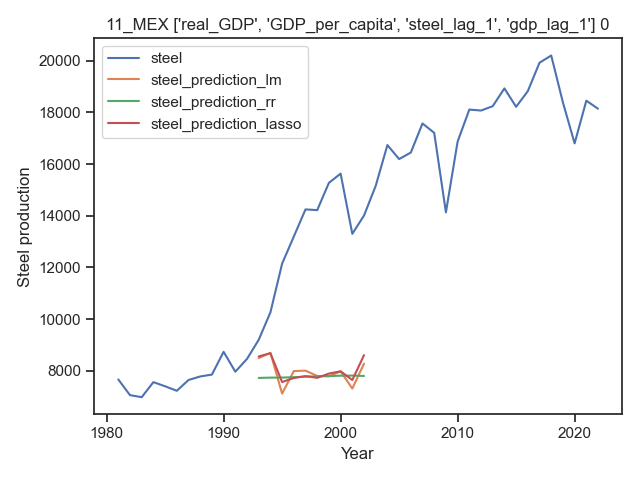 11_MEX ['real_GDP', 'GDP_per_capita', 'steel_lag_1', 'gdp_lag_1'] 0
steel
steel_prediction_lm
steel_prediction_rr
steel_prediction_lasso
20000
18000
16000
14000
12000
10000
8000
Steel production
1980
1990
2000
2010
2020
Year